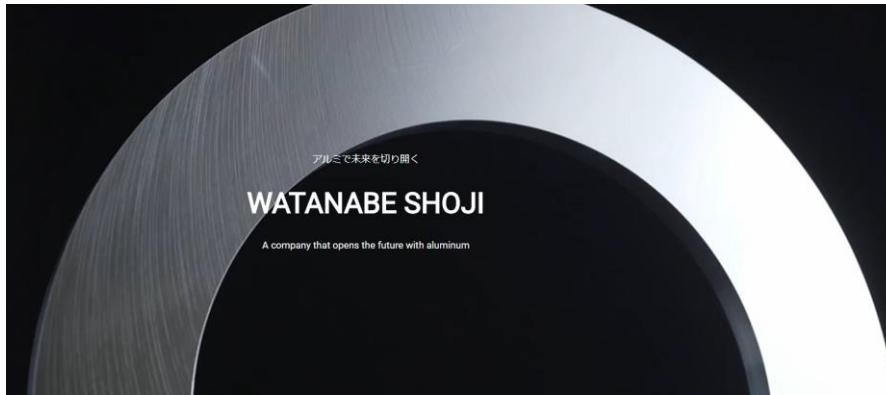 アルミで未来を切り開く
WATANABE SHOJI
A company that opens the future with aluminum